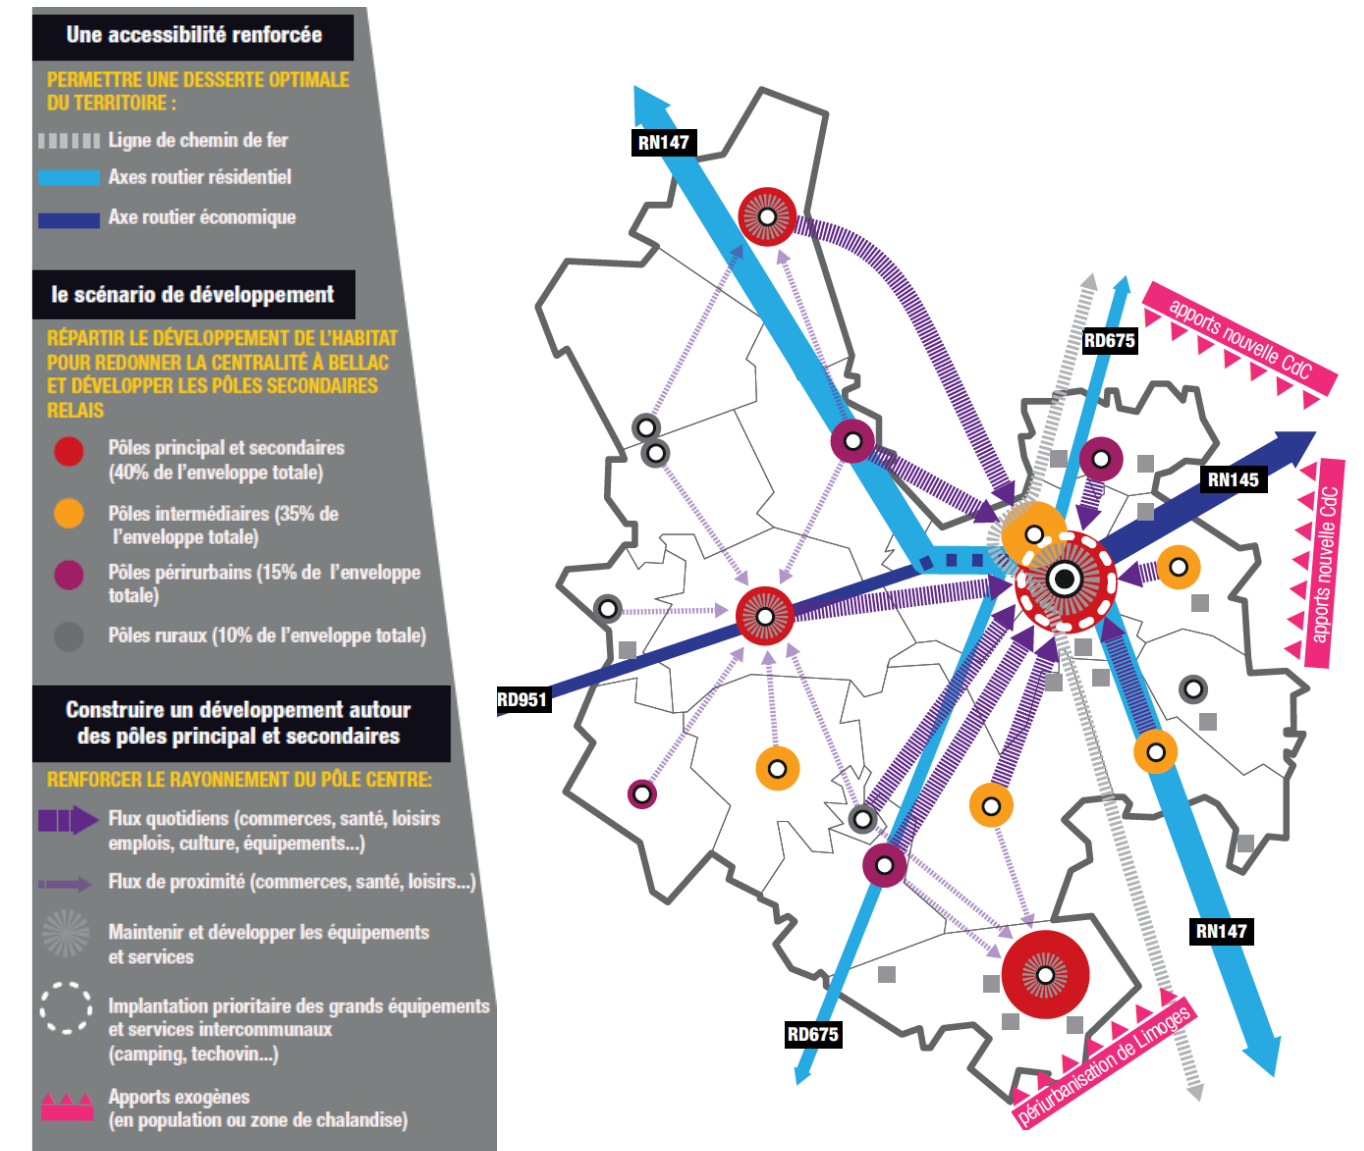 Une accessibilité renforcée
PERMETTRE UNE DESSERTE OPTIMALE
DU TERRITOIRE :
Ligne de chemin de fer
Axes routier résidentiel
Axe routier économique
le scénario de développement
RÉPARTIR LE DÉVELOPPEMENT DE L'HABITAT
POUR REDONNER LA CENTRALITÉ À BELLAC
ET DÉVELOPPER LES PÔLES SECONDAIRES
RELAIS
Pôles principal et secondaires
(40% de l'enveloppe totale)
Pôles intermédiaires (35% de
l'enveloppe totale)
Pôles périrurbains (15% de l'enveloppe
totale)
Pôles ruraux (10% de l'enveloppe totale)
Construire un développement autour
des pôles principal et secondaires
RENFORCER LE RAYONNEMENT DU PÔLE CENTRE:
Flux quotidiens (commerces, santé, loisirs
emplois, culture, équipements...)
Flux de proximité (commerces, santé, loisirs...)
Maintenir et développer les équipements
et services
Implantation prioritaire des grands équipements
et services intercommunaux
(camping, techovin...)
Apports exogènes
(en population ou zone de chalandise)
RN147
RD675
apports nouvelle CdC
RN145
apports nouvelle CdC
RD951
RN147
RD675
périurbanisation de Limoges